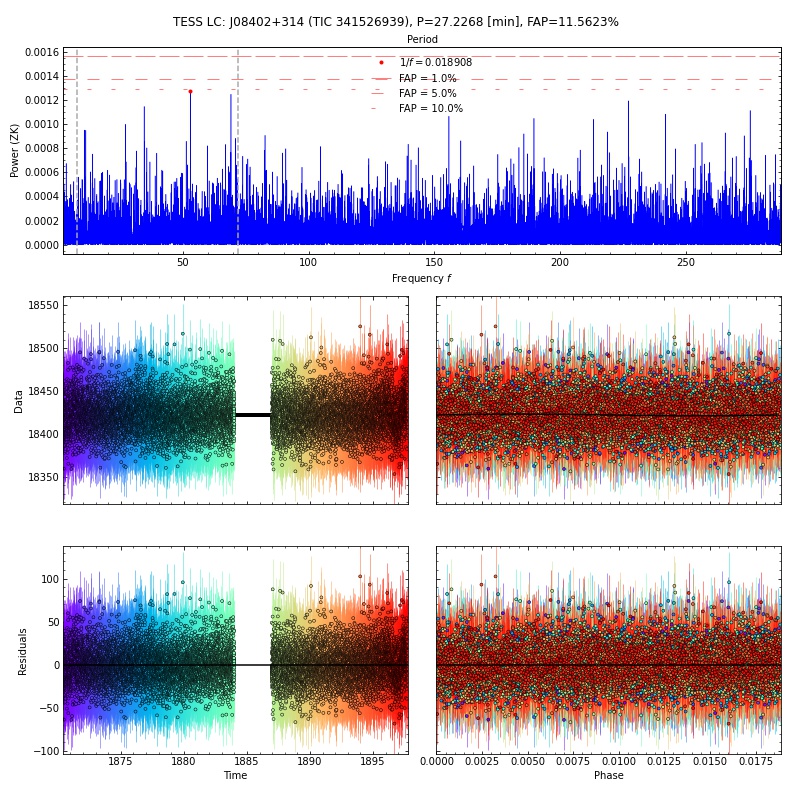 TESS LC: J08402+314 (TIC 341526939), P=27.2268 [min], FAP=11.5623%
Period
Power (ZK)
0.0016
0.0014
0.0012
0.0010
0.0008
0.0006
0.0004
0.0002
0.0000
1/f = 0.018908
FAP = 1.0%
FAP = 5.0%
FAP = 10.0%
50 100 150 200 250
Frequency f
Data
18550
18500
18450
18400
18350
Residuals
100
50
0
−50
−100
1875 1880 1885 1890 1895
Time
0.0000 0.0025 0.0050 0.0075 0.0100 0.0125 0.0150 0.0175
Phase